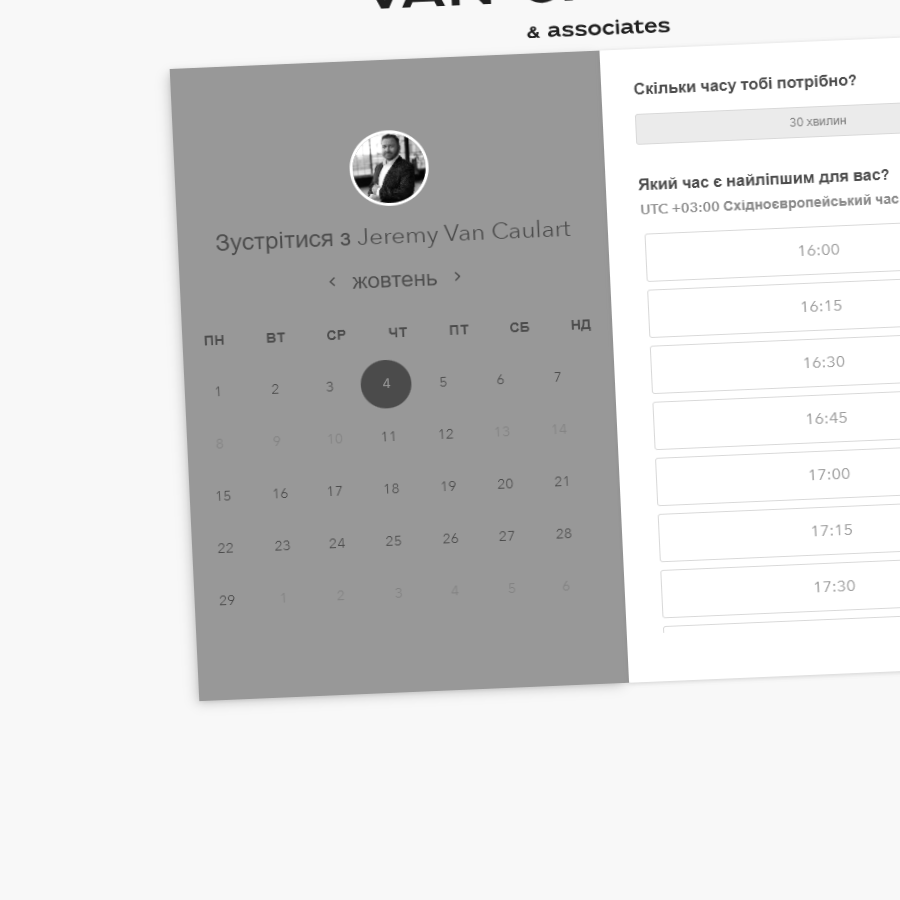 & associates
Зустрітися з Jeremy Van Caulart
жовтень
ПН ВТ СР ЧТ ПТ СБ НД
1 2 3 4 5 6 7
8 9 10 11 12 13 14
15 16 17 18 19 20 21
22 23 24 25 26 27 28
29 1 2 3 4 5 6
Скільки часу тобі потрібно?
30 хвилин
Який час є найліпшим для вас?
UTC +03:00 Східноєвропейський час
16:00
16:15
16:30
16:45
17:00
17:15
17:30